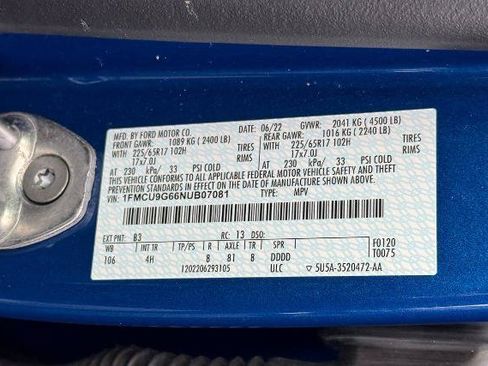 MFD. BY FORD MOTOR CO.
DATE: 06/22 GVWR: 2041 KG ( 4500 LB)
FRONT GAWR: 1089 KG ( 2400 LB) REAR GAWR: 1016 KG ( 2240 LB)
WITH 225/65R17 102H WITH 225/65R17 102H
17x7.0J 17x7.0J
AT 230 kPa/ 33 PSI COLD AT 230 kPa/ 33 PSI COLD
THIS VEHICLE CONFORMS TO ALL APPLICABLE FEDERAL MOTOR VEHICLE SAFETY AND THEFT PREVENTION STANDARDS IN EFFECT ON THE DATE OF MANUFACTURE SHOWN ABOVE.
VIN: 1FMCU9G66NUB07081 TYPE: MPV
EXT PNT: B3 RC: 13 DSO:
WB INT TR TP/PS R AXLE TR SPR F0120
106 4H 8 81 8 DDDD T0075
1202206293105 ULC ▽ 5U5A-3520472-AA